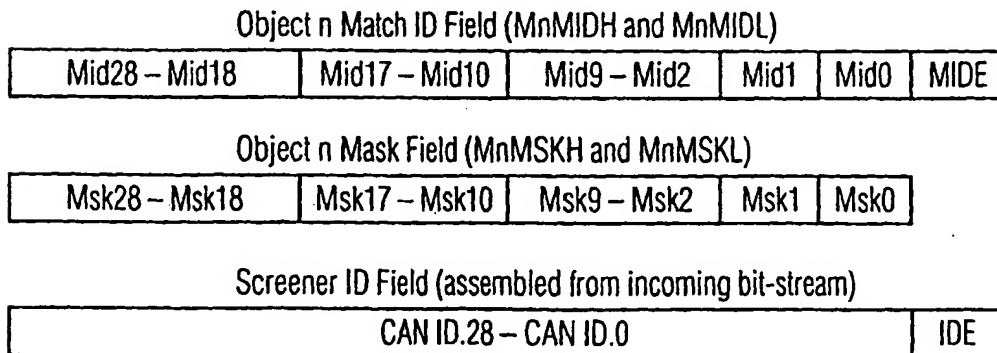 Object n Match ID Field (MnMIDH and MnMIDL)
Mid28 – Mid18 Mid17 – Mid10 Mid9 – Mid2 Mid1 Mid0 MIDE
Object n Mask Field (MnMSKH and MnMSKL)
Msk28 – Msk18 Msk17 – Msk10 Msk9 – Msk2 Msk1 Msk0
Screener ID Field (assembled from incoming bit-stream)
CAN ID.28 – CAN ID.0 IDE